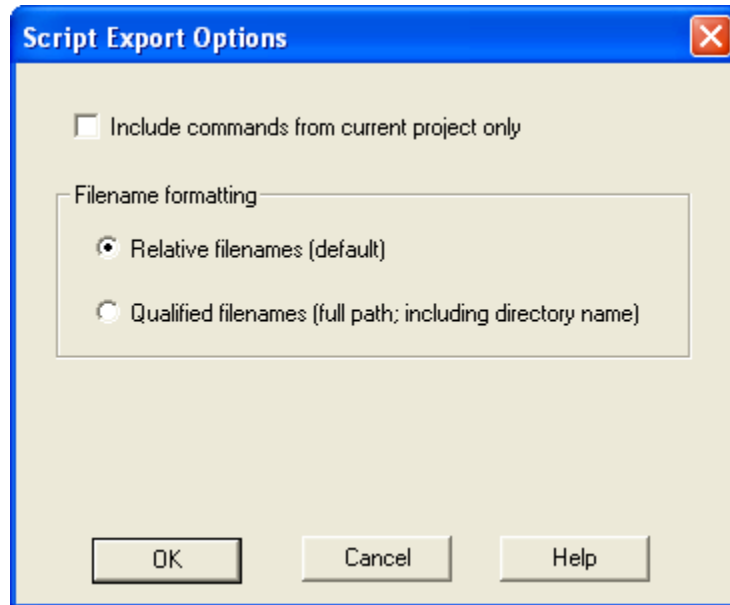 Script Export Options
Include commands from current project only
Filename formatting
Relative filenames (default)
Qualified filenames (full path; including directory name)
OK Cancel Help